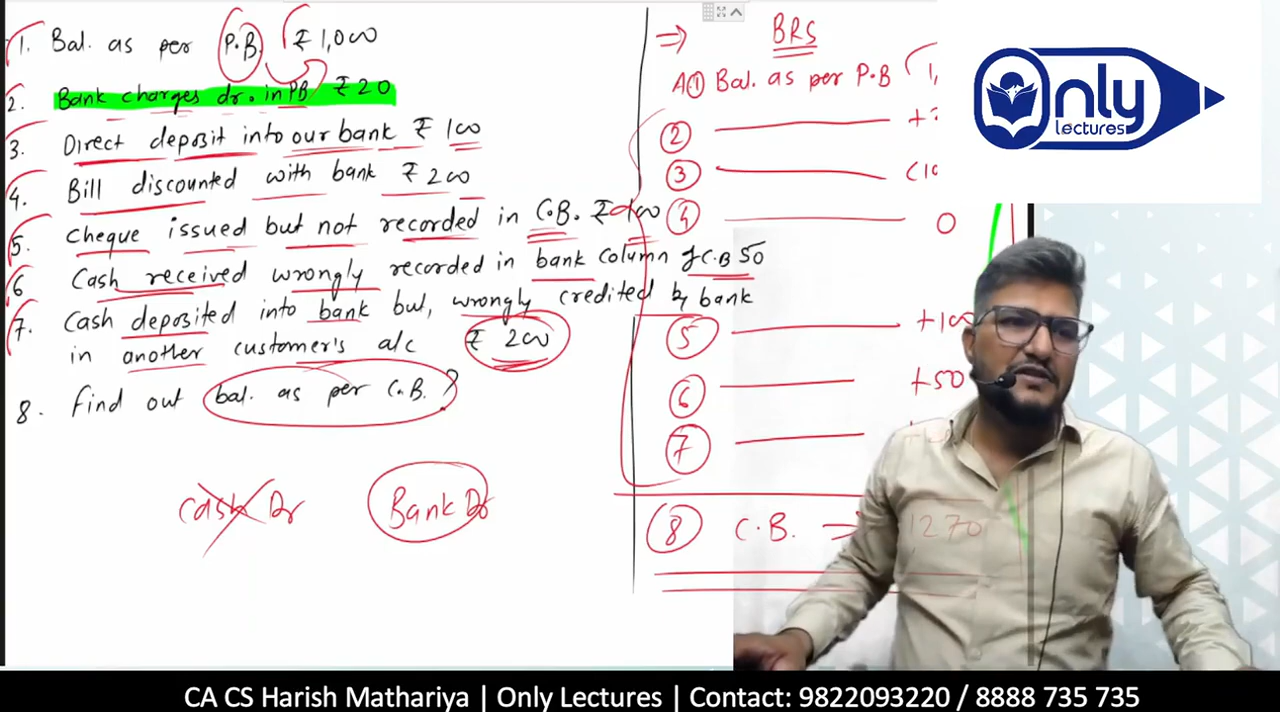 1. Bal. as per P.B. ₹ 1,000
2. Bank charges dr. in PB ₹ 20
3. Direct deposit into our bank ₹ 100
4. Bill discounted with bank ₹ 200
5. Cheque issued but not recorded in C.B. ₹ 100
6 Cash received wrongly recorded in bank column of C.B 50
7. Cash deposited into bank but, wrongly credited by bank
in another customer's a/c ₹ 200
8. Find out bal. as per C.B. ?
Cash Dr Bank Dr
⇒ BRS
A① Bal. as per P.B
②
③
④ 0
⑤ +100
⑥ +50
⑦
⑧ C.B. → 1270
Only
Lectures
CA CS Harish Mathariya | Only Lectures | Contact: 9822093220 / 8888 735 735